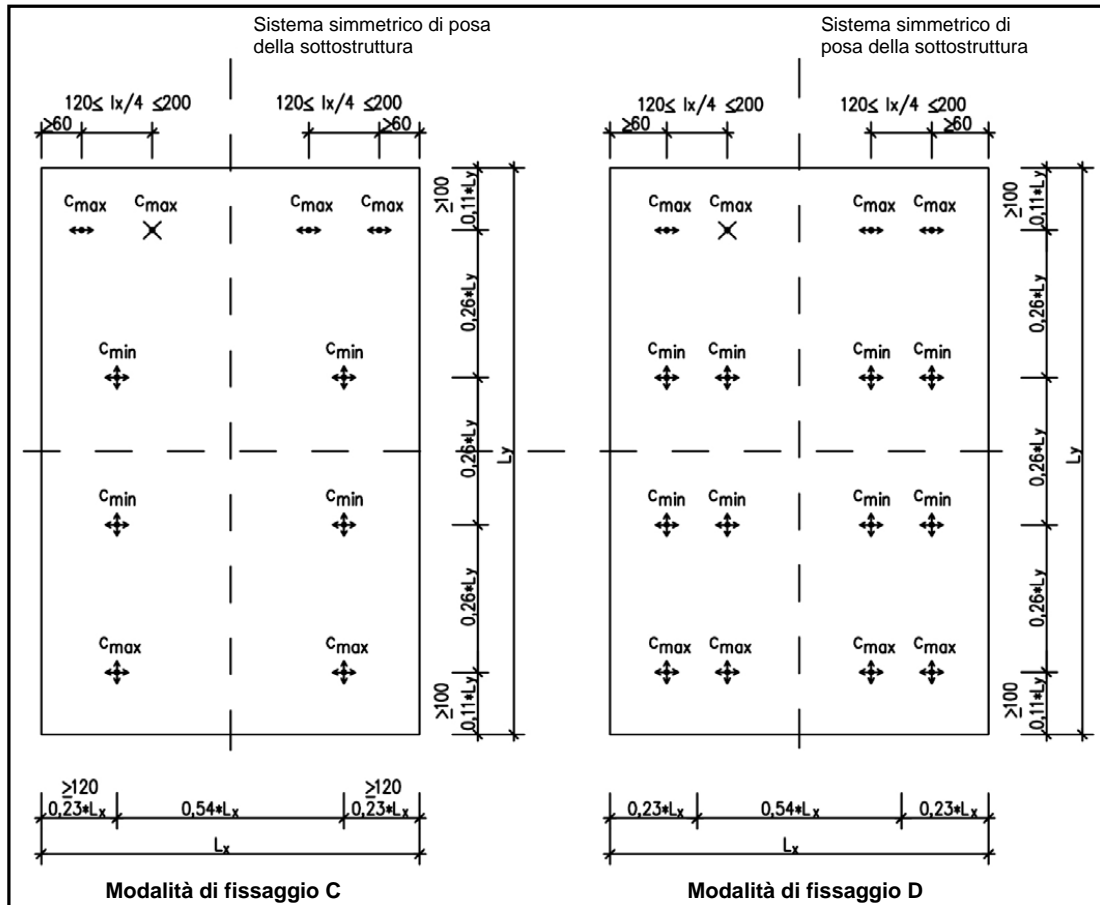 Sistema simmetrico di posa
della sottostruttura
Sistema simmetrico di
posa della sottostruttura
120≤ lx/4 ≤200
120≤ lx/4 ≤200
120≤ lx/4 ≤200
120≤ lx/4 ≤200
≥60
≥60
≥60
≥60
cmax
cmax
cmax
cmax
≥100
0,11*Ly
cmax
cmax
cmax
cmax
≥100
0,11*Ly
0,26*Ly
0,26*Ly
cmin
cmin
cmin
cmin
cmin
cmin
0,26*Ly
Ly
0,26*Ly
Ly
cmin
cmin
cmin
cmin
cmin
cmin
0,26*Ly
0,26*Ly
cmax
cmax
cmax
cmax
cmax
cmax
≥100
0,11*Ly
≥100
0,11*Ly
≥120
≥120
0,23*Lx
0,54*Lx
0,23*Lx
0,23*Lx
0,54*Lx
0,23*Lx
Lx
Lx
Modalità di fissaggio C
Modalità di fissaggio D